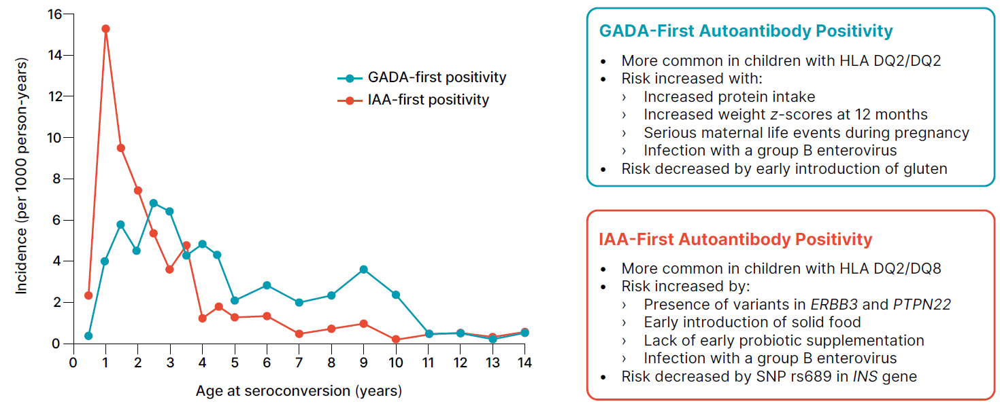 16
14
12
10
8
6
4
2
0
Incidence (per 1000 person-years)
GADA-first positivity
IAA-first positivity
0 1 2 3 4 5 6 7 8 9 10 11 12 13 14
Age at seroconversion (years)
GADA-First Autoantibody Positivity
• More common in children with HLA DQ2/DQ2
• Risk increased with:
› Increased protein intake
› Increased weight z-scores at 12 months
› Serious maternal life events during pregnancy
› Infection with a group B enterovirus
• Risk decreased by early introduction of gluten
IAA-First Autoantibody Positivity
• More common in children with HLA DQ2/DQ8
• Risk increased by:
› Presence of variants in ERBB3 and PTPN22
› Early introduction of solid food
› Lack of early probiotic supplementation
› Infection with a group B enterovirus
• Risk decreased by SNP rs689 in INS gene